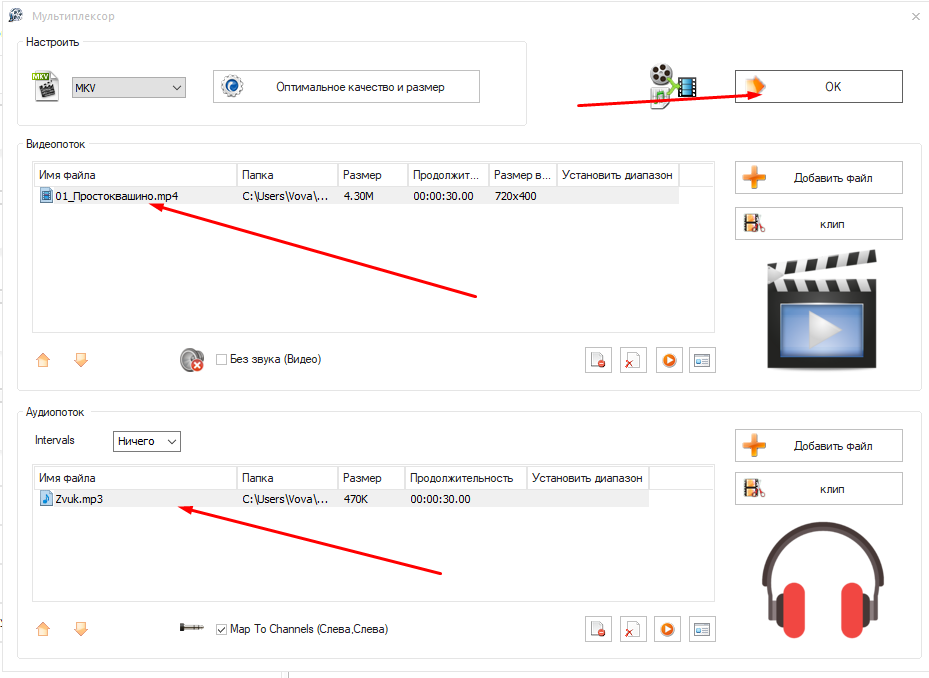 Мультиплексор
Настроить
MKV
MKV
Оптимальное качество и размер
OK
Видеопоток
Имя файла Папка Размер Продолжит... Размер в... Установить диапазон
01_Простоквашино.mp4 C:\Users\Vova\... 4.30M 00:00:30.00 720x400
Добавить файл
клип
Без звука (Видео)
Аудиопоток
Intervals Ничего
Добавить файл
Имя файла Папка Размер Продолжительность Установить диапазон
Zvuk.mp3 C:\Users\Vova\... 470K 00:00:30.00
клип
Map To Channels (Слева,Слева)